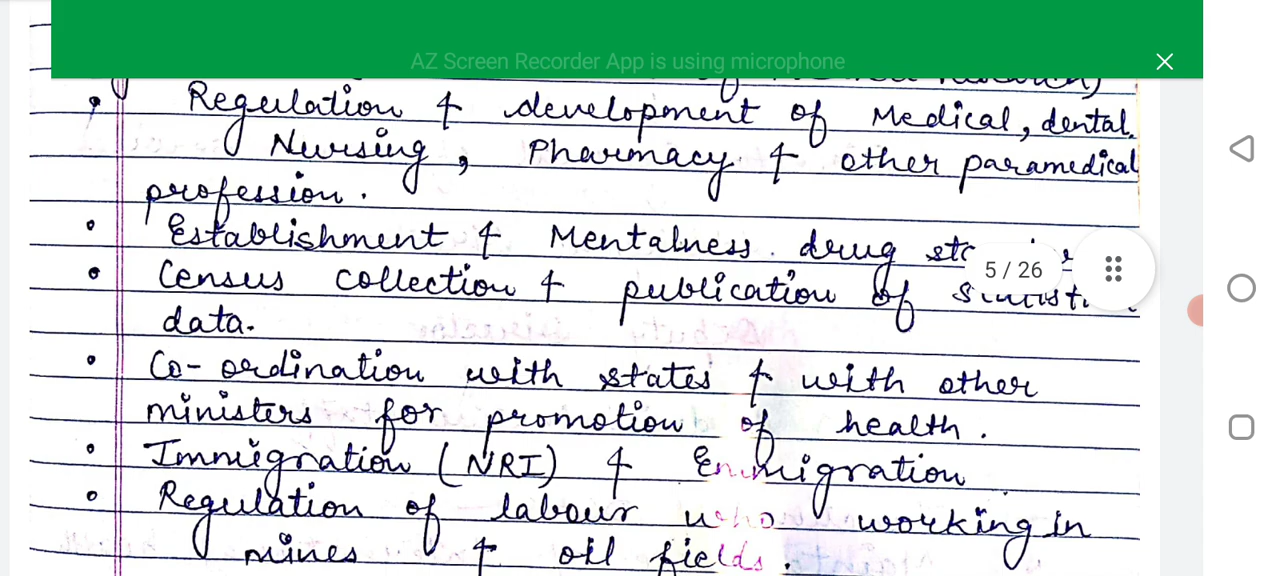 AZ Screen Recorder App is using microphone
• Regulation & development of Medical, dental
Nursing, Pharmacy & other paramedical
profession.
• Establishment & Mentalness drug
• Census collection & publication of
data.
• Co-ordination with states & with other
ministers for promotion of health.
• Immigration (NRI) & Emmigration
• Regulation of labour who working in
mines & oil fields.
5 / 26